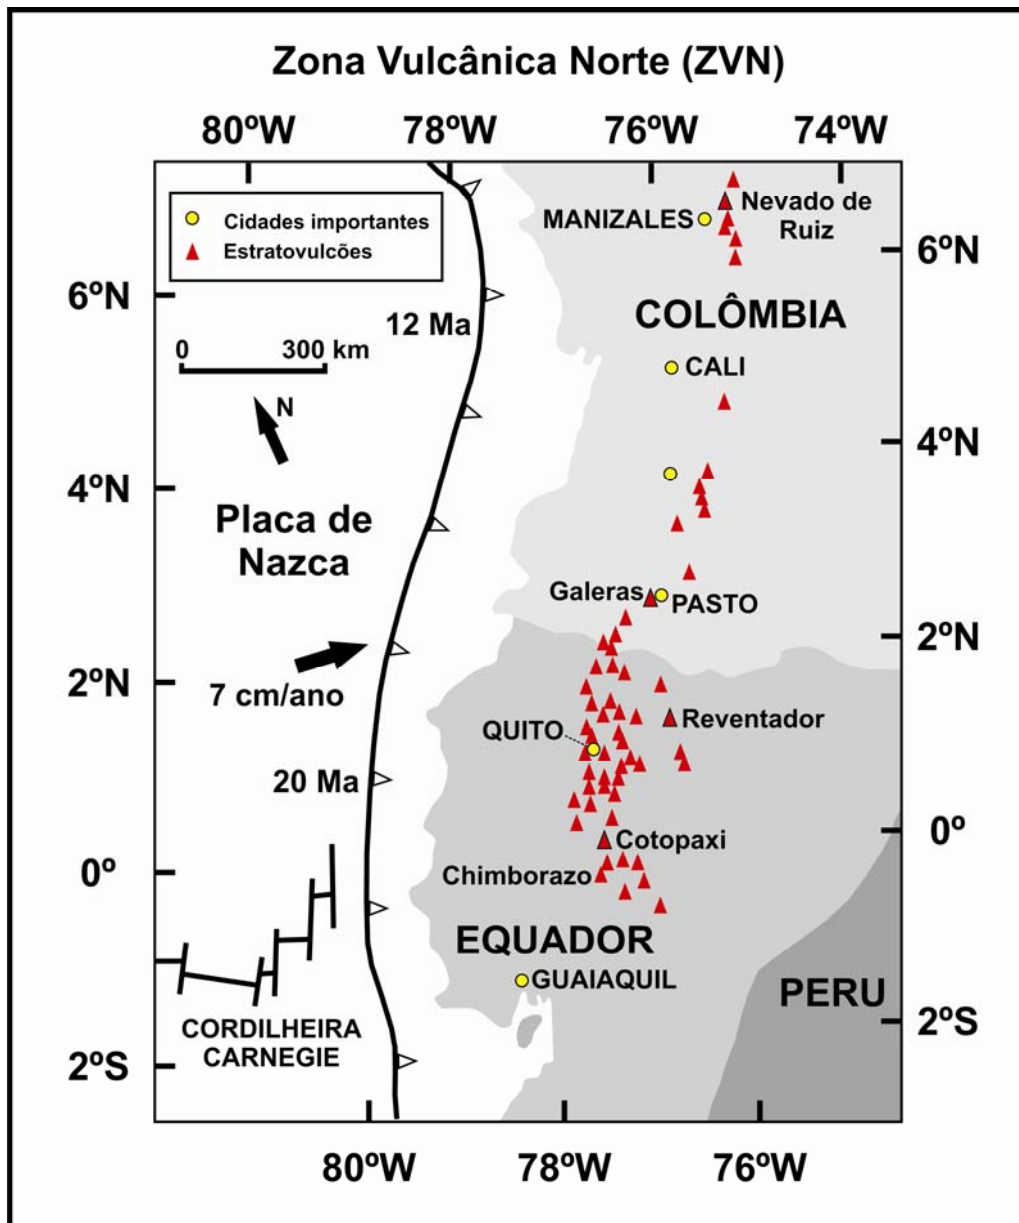 Zona Vulcânica Norte (ZVN)
80ºW 78ºW 76ºW 74ºW
Cidades importantes
Estratovulcões
MANIZALES
Nevado de
Ruiz
6ºN
6ºN
12 Ma
COLÔMBIA
0 300 km
CALI
N
4ºN
4ºN
Placa de
Nazca
Galeras
PASTO
2ºN
2ºN
7 cm/ano
Reventador
QUITO
20 Ma
0º
Cotopaxi
0º
Chimborazo
EQUADOR
GUAIAQUIL
PERU
CORDILHEIRA
CARNEGIE
2ºS
2ºS
80ºW 78ºW 76ºW